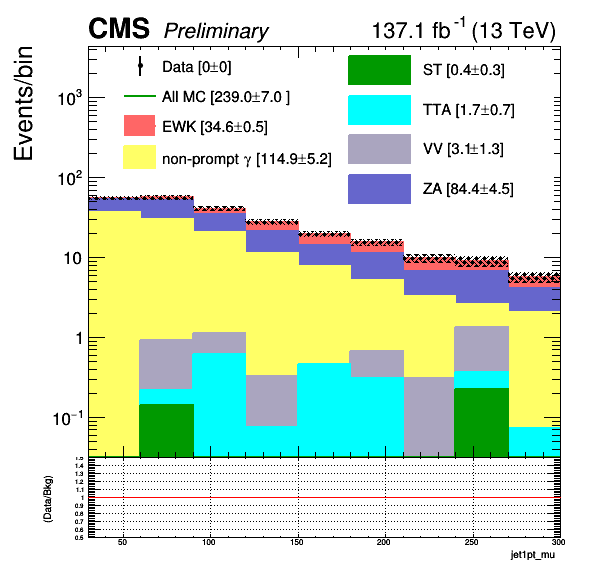 CMS Preliminary 137.1 fb⁻¹ (13 TeV)
Events/bin
Data [0±0]
All MC [239.0±7.0 ]
EWK [34.6±0.5]
non-prompt γ [114.9±5.2]
ST [0.4±0.3]
TTA [1.7±0.7]
VV [3.1±1.3]
ZA [84.4±4.5]
10³
10²
10
1
10⁻¹
(Data/Bkg)
1.5
1.4
1.3
1.2
1.1
1
0.9
0.8
0.7
0.6
0.5
50 100 150 200 250 300
jet1pt_mu